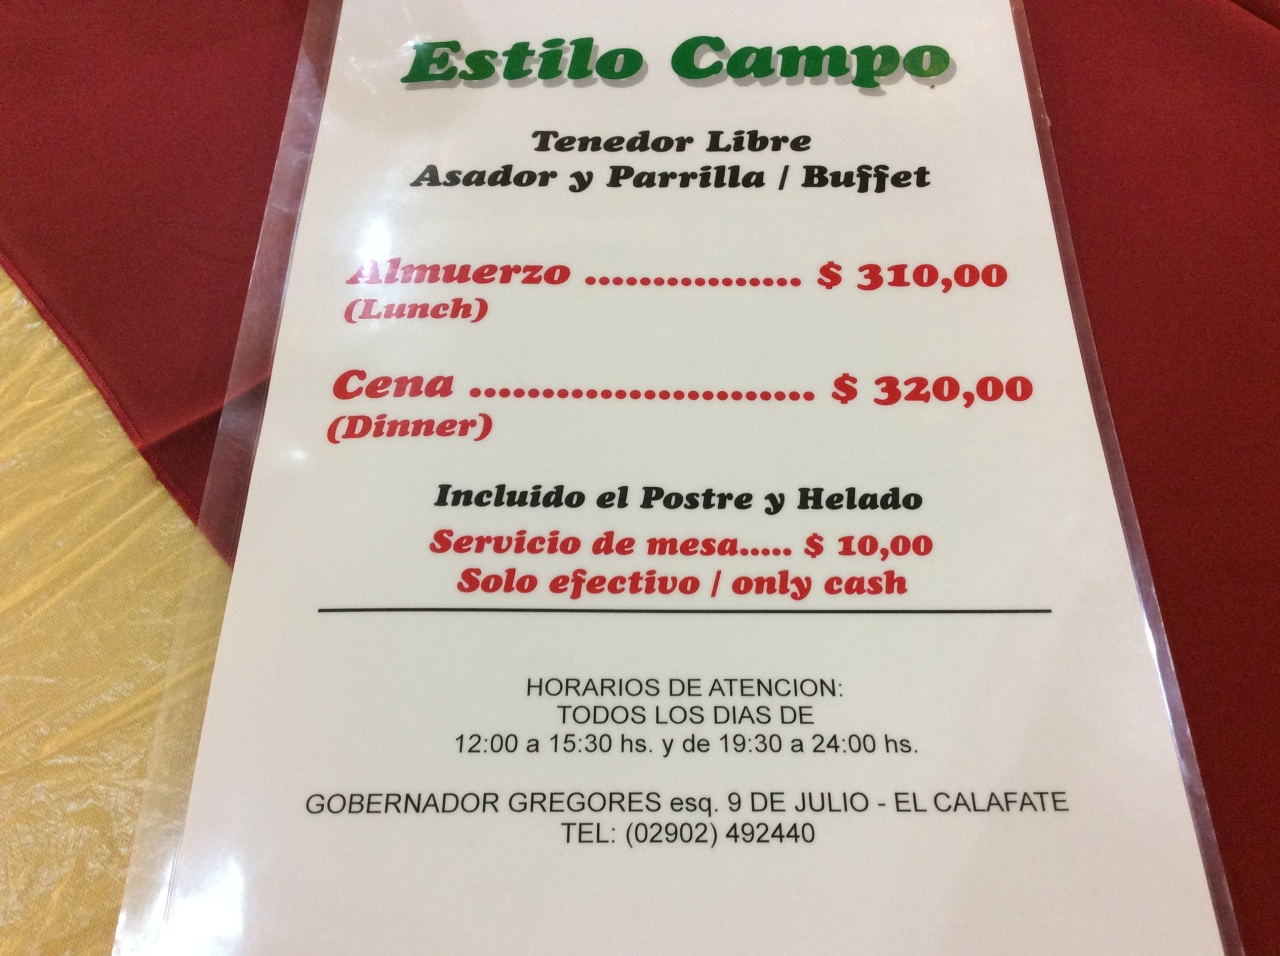 Estilo Campo
Tenedor Libre
Asador y Parrilla / Buffet
Almuerzo ................ $ 310,00
(Lunch)
Cena ........................ $ 320,00
(Dinner)
Incluido el Postre y Helado
Servicio de mesa..... $ 10,00
Solo efectivo / only cash
HORARIOS DE ATENCION:
TODOS LOS DIAS DE
12:00 a 15:30 hs. y de 19:30 a 24:00 hs.
GOBERNADOR GREGORES esq. 9 DE JULIO - EL CALAFATE
TEL: (02902) 492440